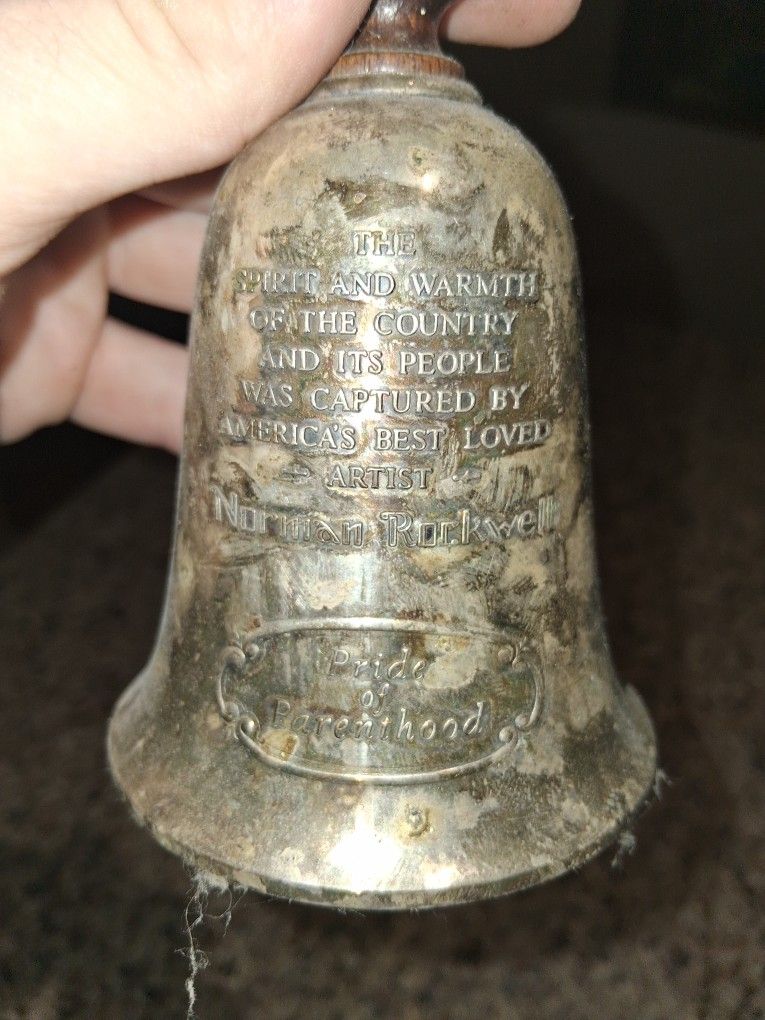 THE
SPIRIT AND WARMTH
OF THE COUNTRY
AND ITS PEOPLE
WAS CAPTURED BY
AMERICA'S BEST LOVED
ARTIST
Norman Rockwell
Pride
of
Parenthood